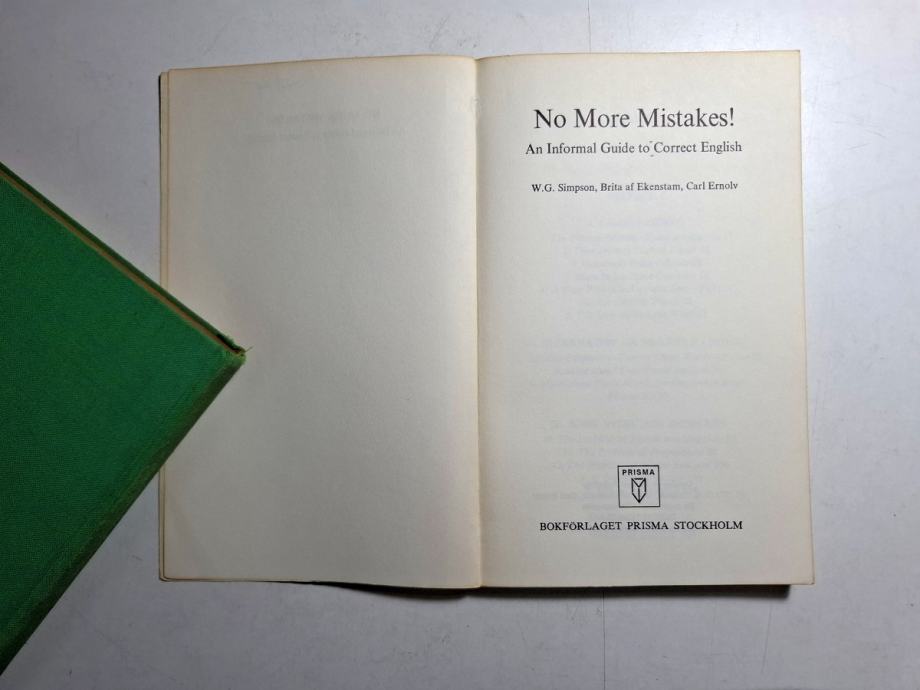 No More Mistakes!
An Informal Guide to Correct English
W.G. Simpson, Brita af Ekenstam, Carl Ernolv
PRISMA
BOKFÖRLAGET PRISMA STOCKHOLM